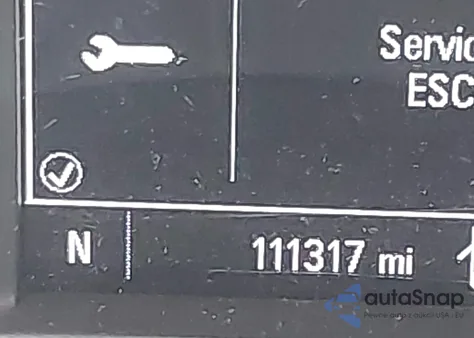 Servic
ESC
N
111317 mi
autaSnap